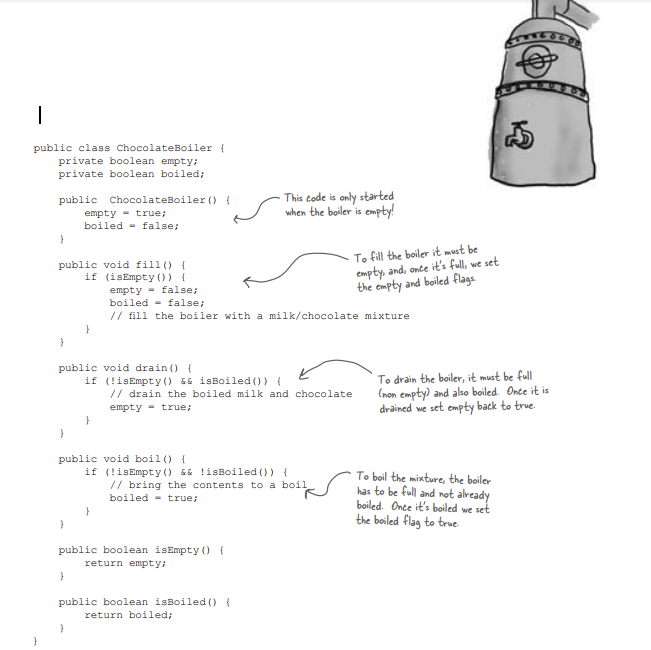 public class ChocolateBoiler {
    private boolean empty;
    private boolean boiled;

    public  ChocolateBoiler() {
        empty = true;
        boiled = false;
    }

    public void fill() {
        if (isEmpty()) {
            empty = false;
            boiled = false;
            // fill the boiler with a milk/chocolate mixture
        }
    }

    public void drain() {
        if (!isEmpty() && isBoiled()) {
            // drain the boiled milk and chocolate
            empty = true;
        }
    }

    public void boil() {
        if (!isEmpty() && !isBoiled()) {
            // bring the contents to a boil
            boiled = true;
        }
    }

    public boolean isEmpty() {
        return empty;
    }

    public boolean isBoiled() {
        return boiled;
    }
}
This code is only started
when the boiler is empty!
To fill the boiler it must be
empty, and, once it's full, we set
the empty and boiled flags.
To drain the boiler, it must be full
(non empty) and also boiled. Once it is
drained we set empty back to true.
To boil the mixture, the boiler
has to be full and not already
boiled. Once it's boiled we set
the boiled flag to true.